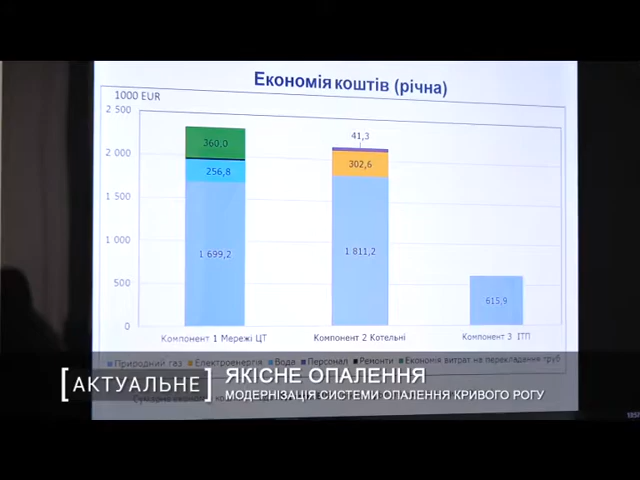 Економія коштів (річна)
1000 EUR
2 500
2 000
1 500
1 000
500
0
360,0
256,8
1 699,2
41,3
302,6
1 811,2
615,9
Компонент 1 Мережі ЦТ
Компонент 2 Котельні
Компонент 3 ІТП
Природний газ Електроенергія Вода Персонал Ремонти Економія витрат на перекладання труб
[АКТУАЛЬНЕ]
ЯКІСНЕ ОПАЛЕННЯ
МОДЕРНІЗАЦІЯ СИСТЕМИ ОПАЛЕННЯ КРИВОГО РОГУ